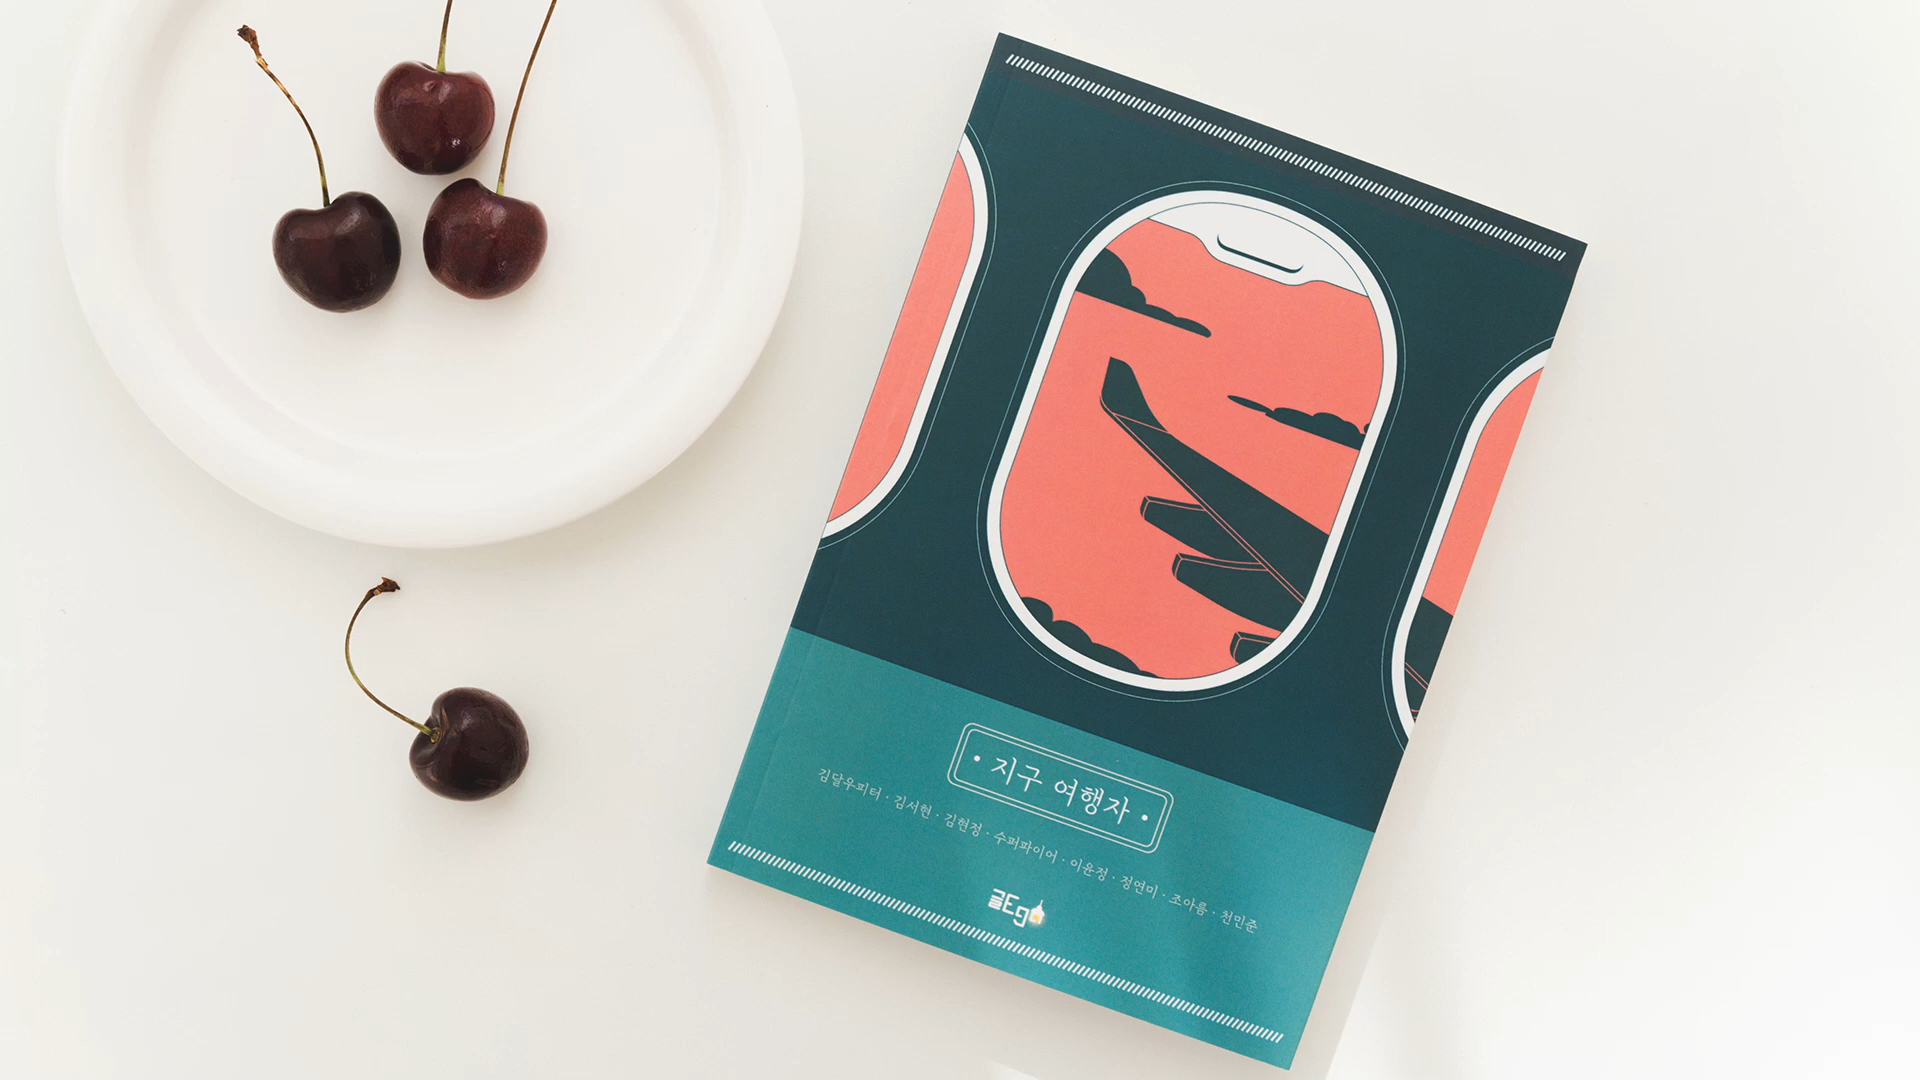 • 지구 여행자 •
김달우피터 · 김서현 · 김현정 · 수퍼파이어 · 이윤정 · 정연미 · 조아름 · 천민준
글Ego